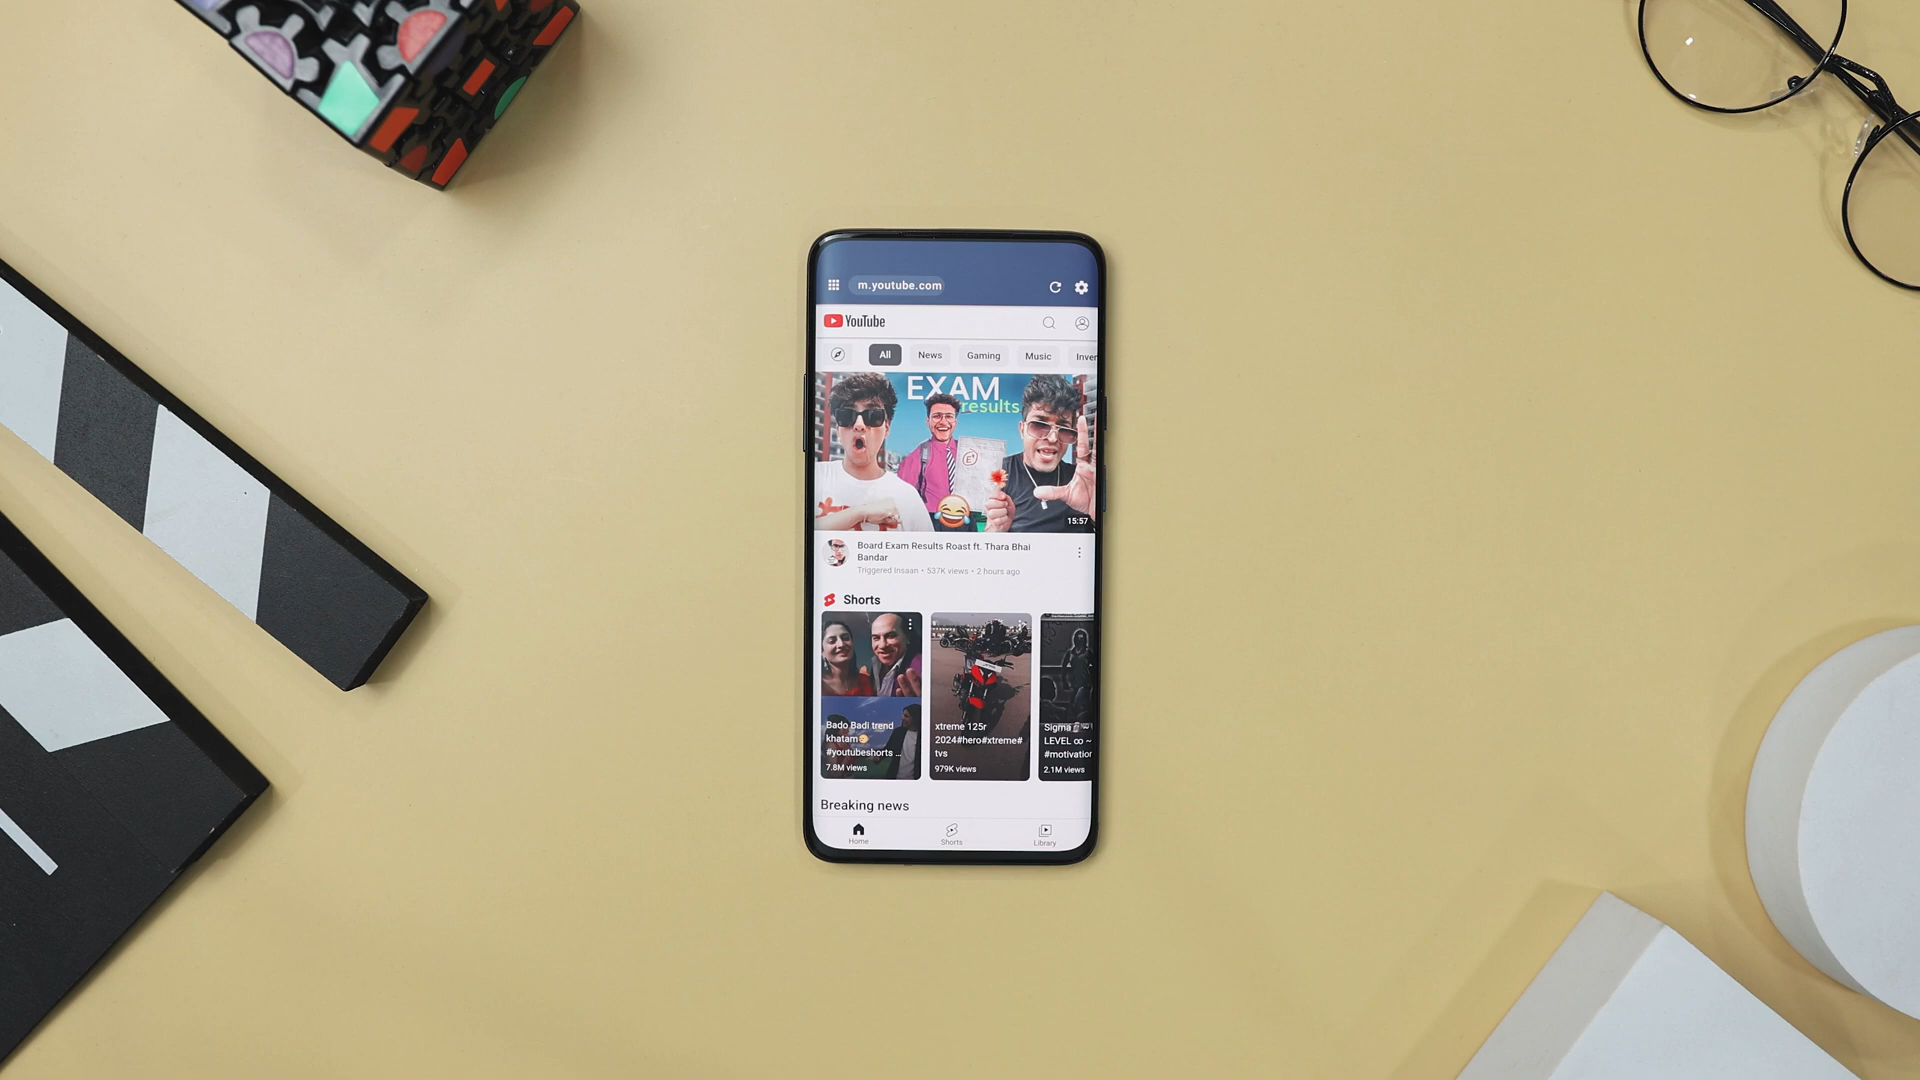 m.youtube.com
YouTube
All News Gaming Music Inver
EXAM
results
E+
15:57
Board Exam Results Roast ft. Thara Bhai
Bandar
Triggered Insaan • 537K views • 2 hours ago
Shorts
Bado Badi trend
khatam🥺
#youtubeshorts ...
7.8M views
xtreme 125r
2024#hero#xtreme#
tvs
979K views
Sigma
LEVEL ∞ ~
#motivation
2.1M views
Breaking news
Home Shorts Library